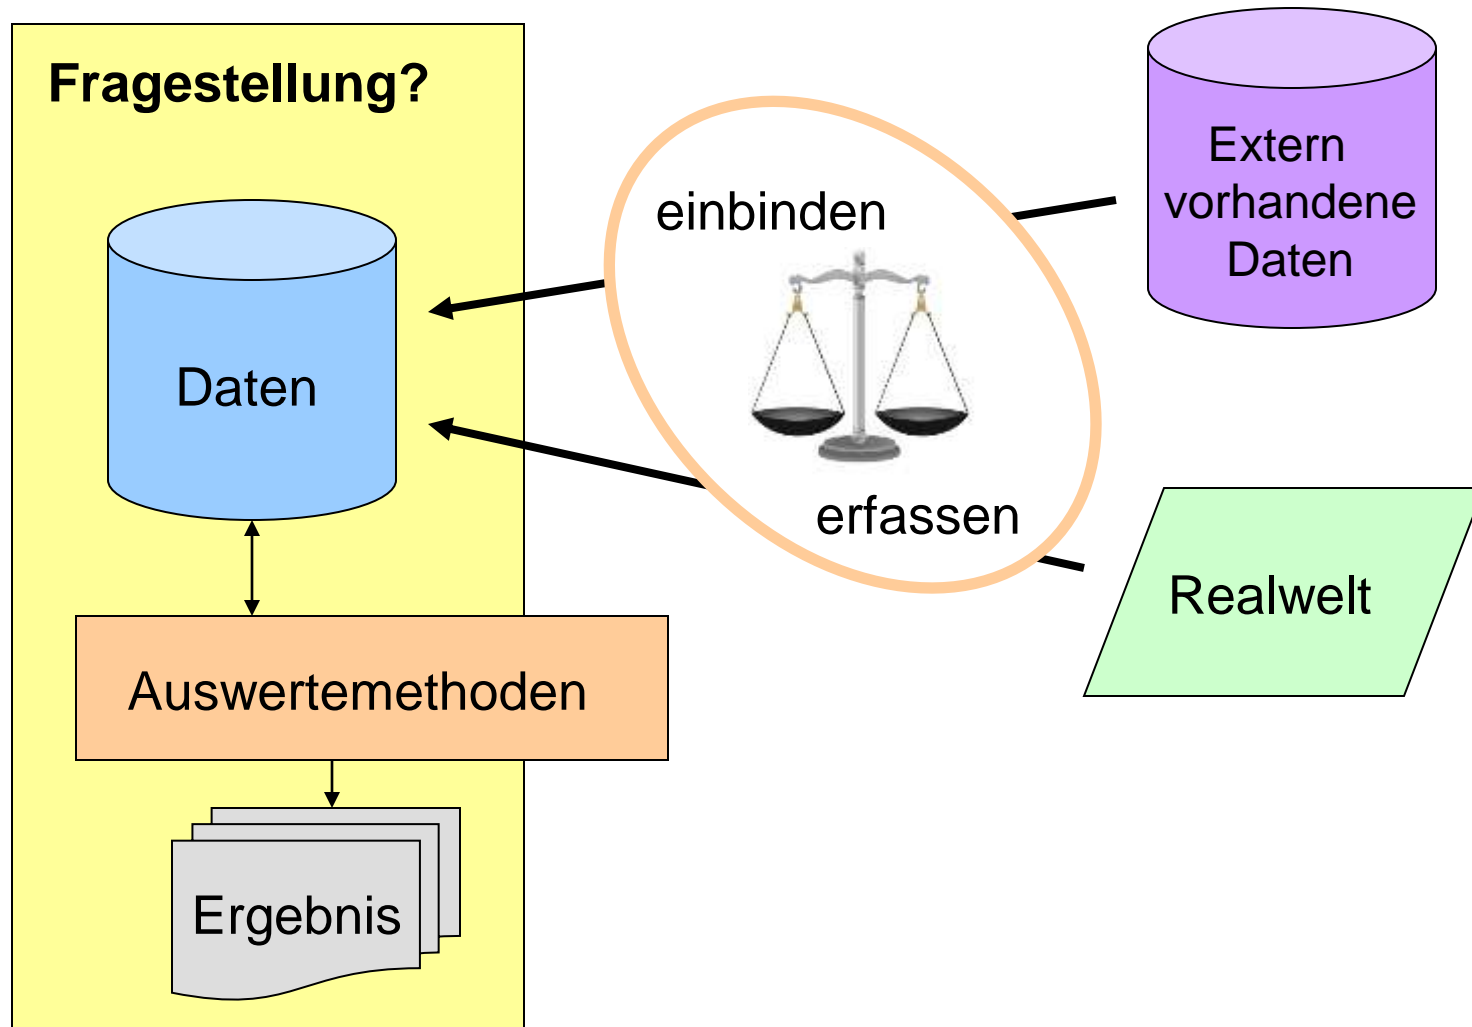 Fragestellung?
Daten
Auswertemethoden
Ergebnis
einbinden
erfassen
Extern
vorhandene
Daten
Realwelt